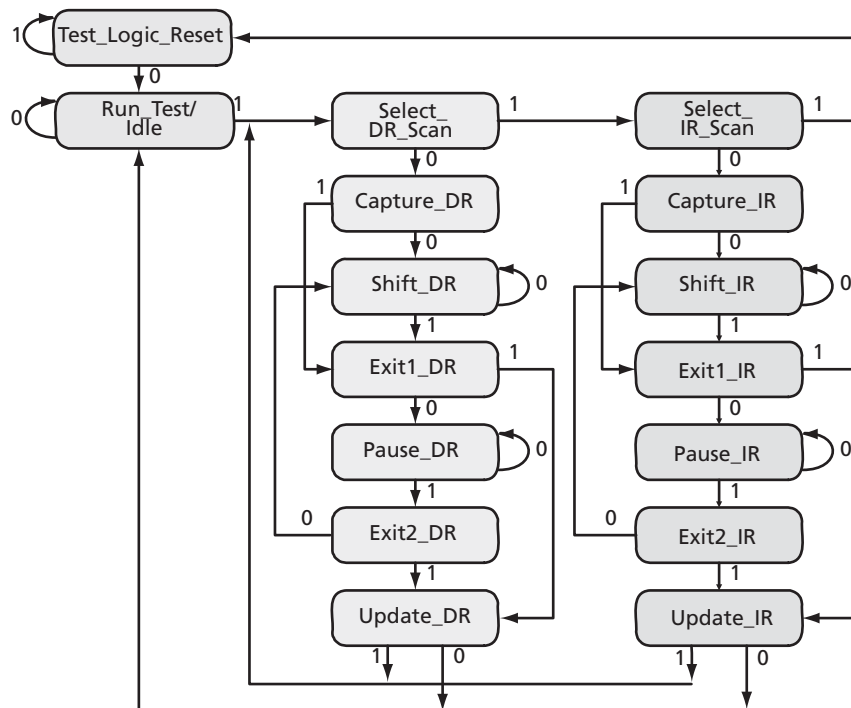 Test_Logic_Reset
1
0
Run_Test/
Idle
0
1
Select_
DR_Scan
1
Select_
IR_Scan
1
0
0
1
Capture_DR
1
Capture_IR
0
0
Shift_DR
0
Shift_IR
0
1
1
Exit1_DR
1
Exit1_IR
1
0
0
Pause_DR
0
Pause_IR
0
1
1
0
Exit2_DR
0
Exit2_IR
1
1
Update_DR
Update_IR
1
0
1
0